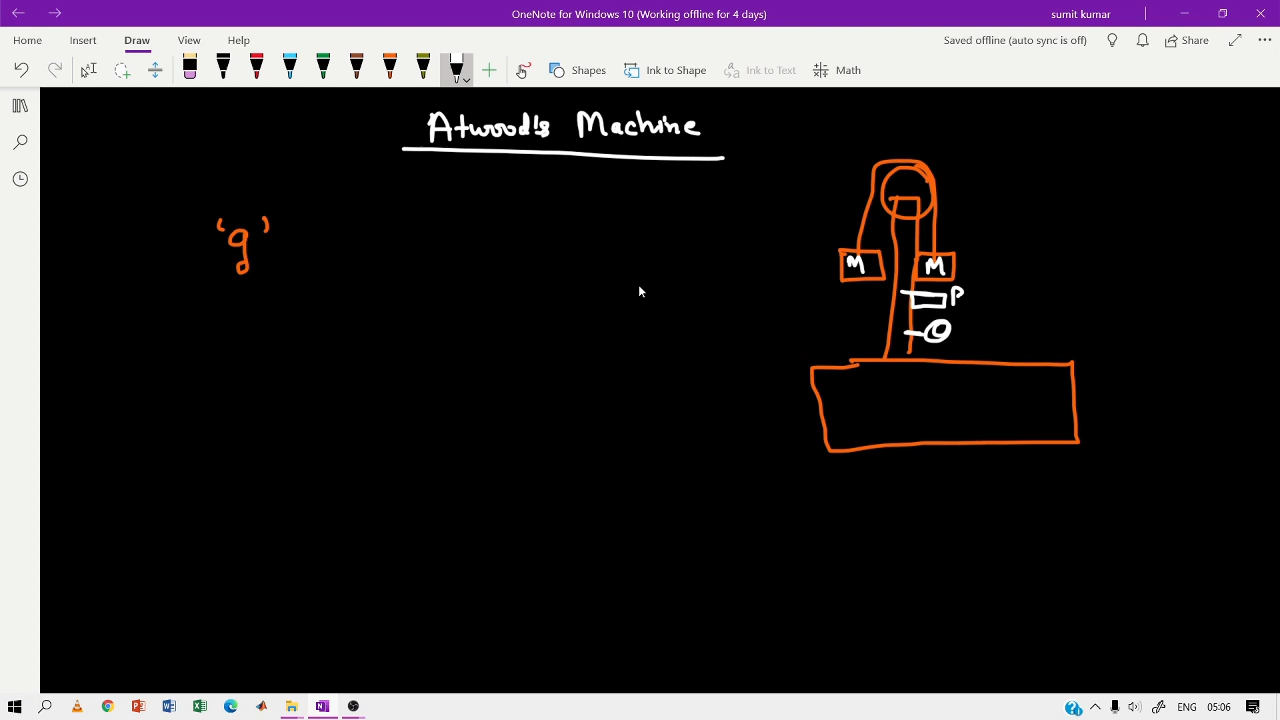 OneNote for Windows 10 (Working offline for 4 days)
sumit kumar
Home Insert Draw View Help
Saved offline (auto sync is off)
Share
Shapes
Ink to Shape
Ink to Text
Math
Atwood's Machine
'g'
M M
P
ENG 05:06